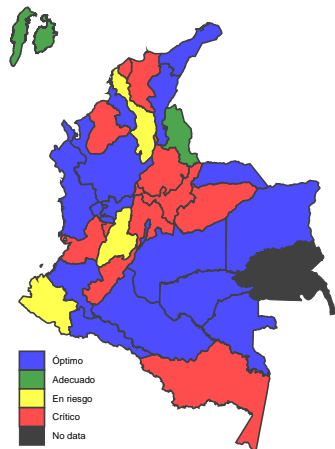 Óptimo
Adecuado
En riesgo
Crítico
No data